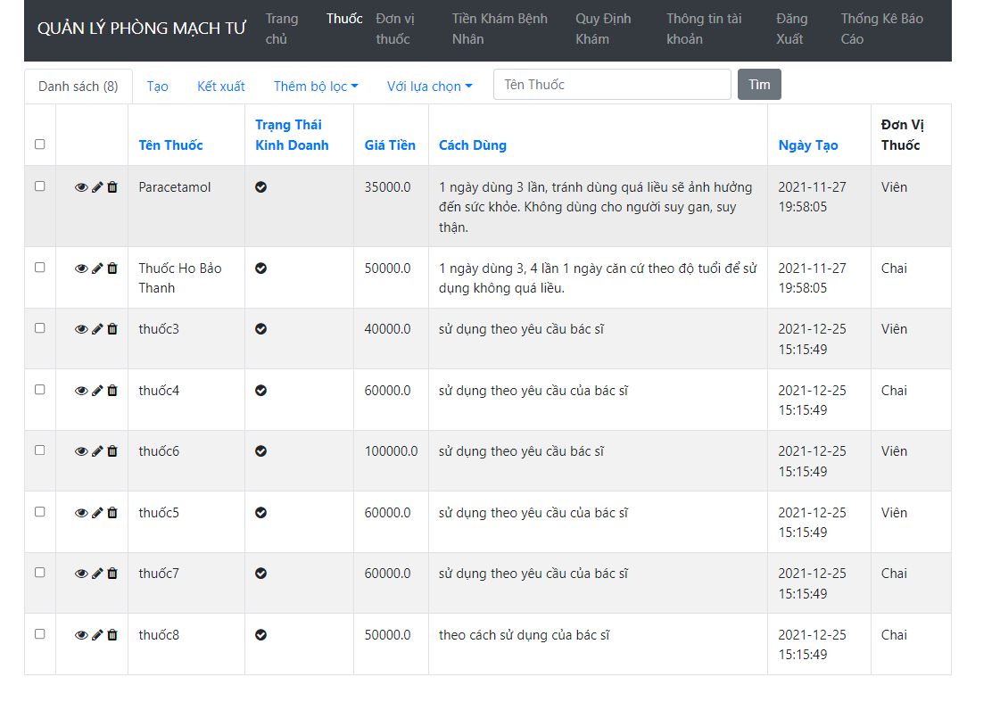 QUẢN LÝ PHÒNG MẠCH TƯ
Trang
chủ
Thuốc
Đơn vị
thuốc
Tiền Khám Bệnh
Nhân
Quy Định
Khám
Thông tin tài
khoản
Đăng
Xuất
Thống Kê Báo
Cáo
Danh sách (8)
Tạo
Kết xuất
Thêm bộ lọc
Với lựa chọn
Tên Thuốc
Tìm
Tên Thuốc
Trạng Thái
Kinh Doanh
Giá Tiền
Cách Dùng
Ngày Tạo
Đơn Vị
Thuốc
Paracetamol
35000.0
1 ngày dùng 3 lần, tránh dùng quá liều sẽ ảnh hưởng
đến sức khỏe. Không dùng cho người suy gan, suy
thận.
2021-11-27
19:58:05
Viên
Thuốc Ho Bảo
Thanh
50000.0
1 ngày dùng 3, 4 lần 1 ngày căn cứ theo độ tuổi để sử
dụng không quá liều.
2021-11-27
19:58:05
Chai
thuốc3
40000.0
sử dụng theo yêu cầu bác sĩ
2021-12-25
15:15:49
Viên
thuốc4
60000.0
sử dụng theo yêu cầu của bác sĩ
2021-12-25
15:15:49
Chai
thuốc6
100000.0
sử dụng theo yêu cầu bác sĩ
2021-12-25
15:15:49
Viên
thuốc5
60000.0
sử dụng theo yêu cầu của bác sĩ
2021-12-25
15:15:49
Viên
thuốc7
60000.0
sử dụng theo yêu cầu của bác sĩ
2021-12-25
15:15:49
Chai
thuốc8
50000.0
theo cách sử dụng của bác sĩ
2021-12-25
15:15:49
Chai